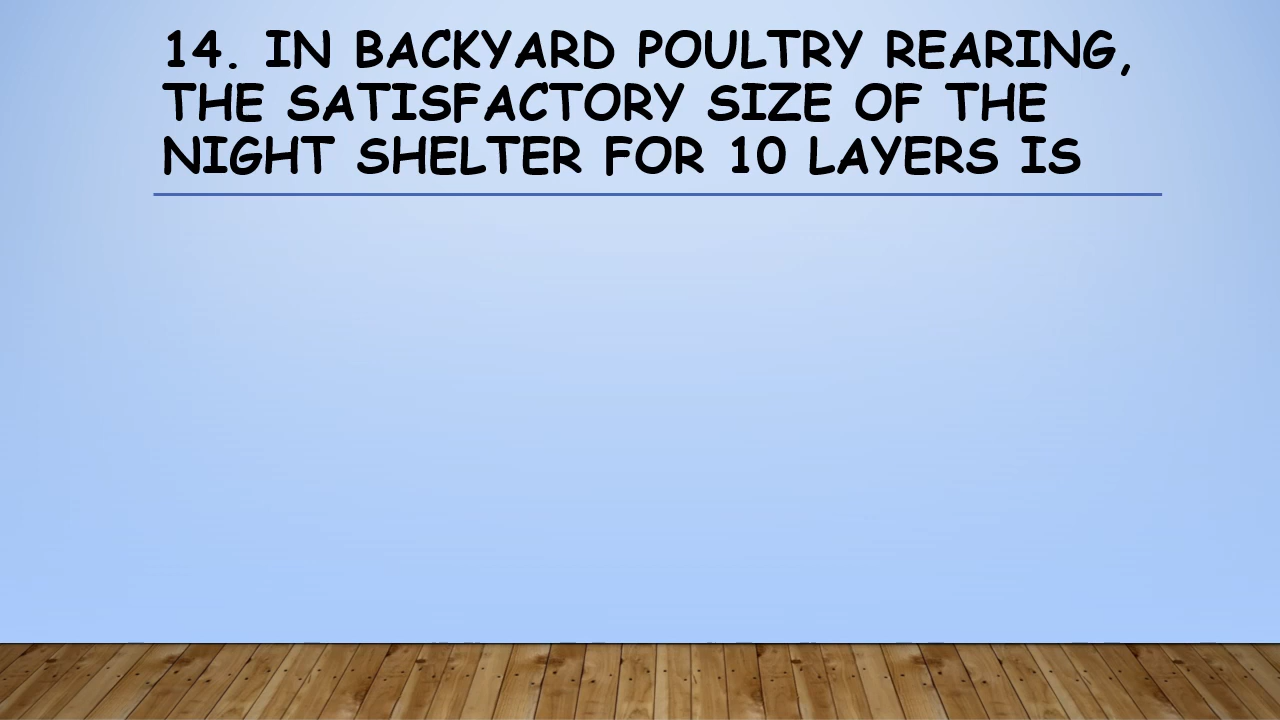 14. IN BACKYARD POULTRY REARING,
THE SATISFACTORY SIZE OF THE
NIGHT SHELTER FOR 10 LAYERS IS